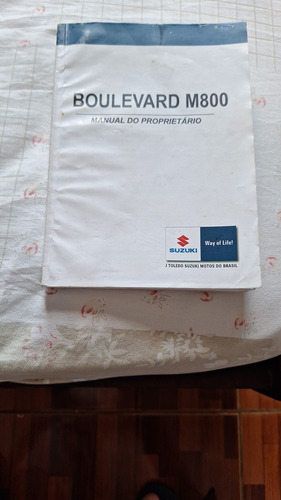 BOULEVARD M800
MANUAL DO PROPRIETÁRIO
SUZUKI
Way of Life!
J TOLEDO SUZUKI MOTOS DO BRASIL